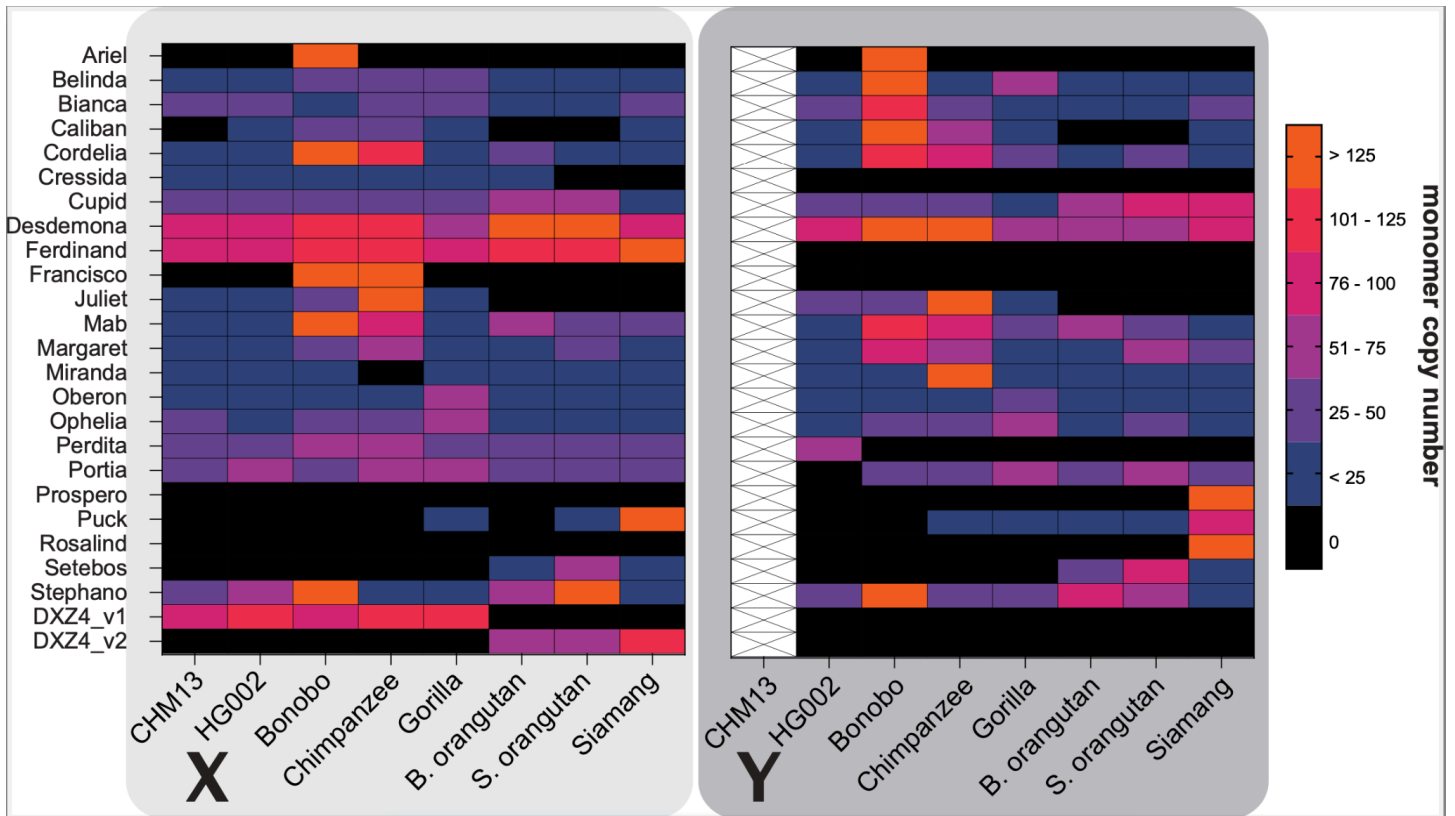 Ariel
Belinda
Bianca
Caliban
Cordelia
Cressida
Cupid
Desdemona
Ferdinand
Francisco
Juliet
Mab
Margaret
Miranda
Oberon
Ophelia
Perdita
Portia
Prospero
Puck
Rosalind
Setebos
Stephano
DXZ4_v1
DXZ4_v2
CHM13
HG002
Bonobo
Chimpanzee
Gorilla
B. orangutan
S. orangutan
Siamang
X
CHM13
HG002
Bonobo
Chimpanzee
Gorilla
B. orangutan
S. orangutan
Siamang
Y
> 125
101 - 125
76 - 100
51 - 75
25 - 50
< 25
0
monomer copy number